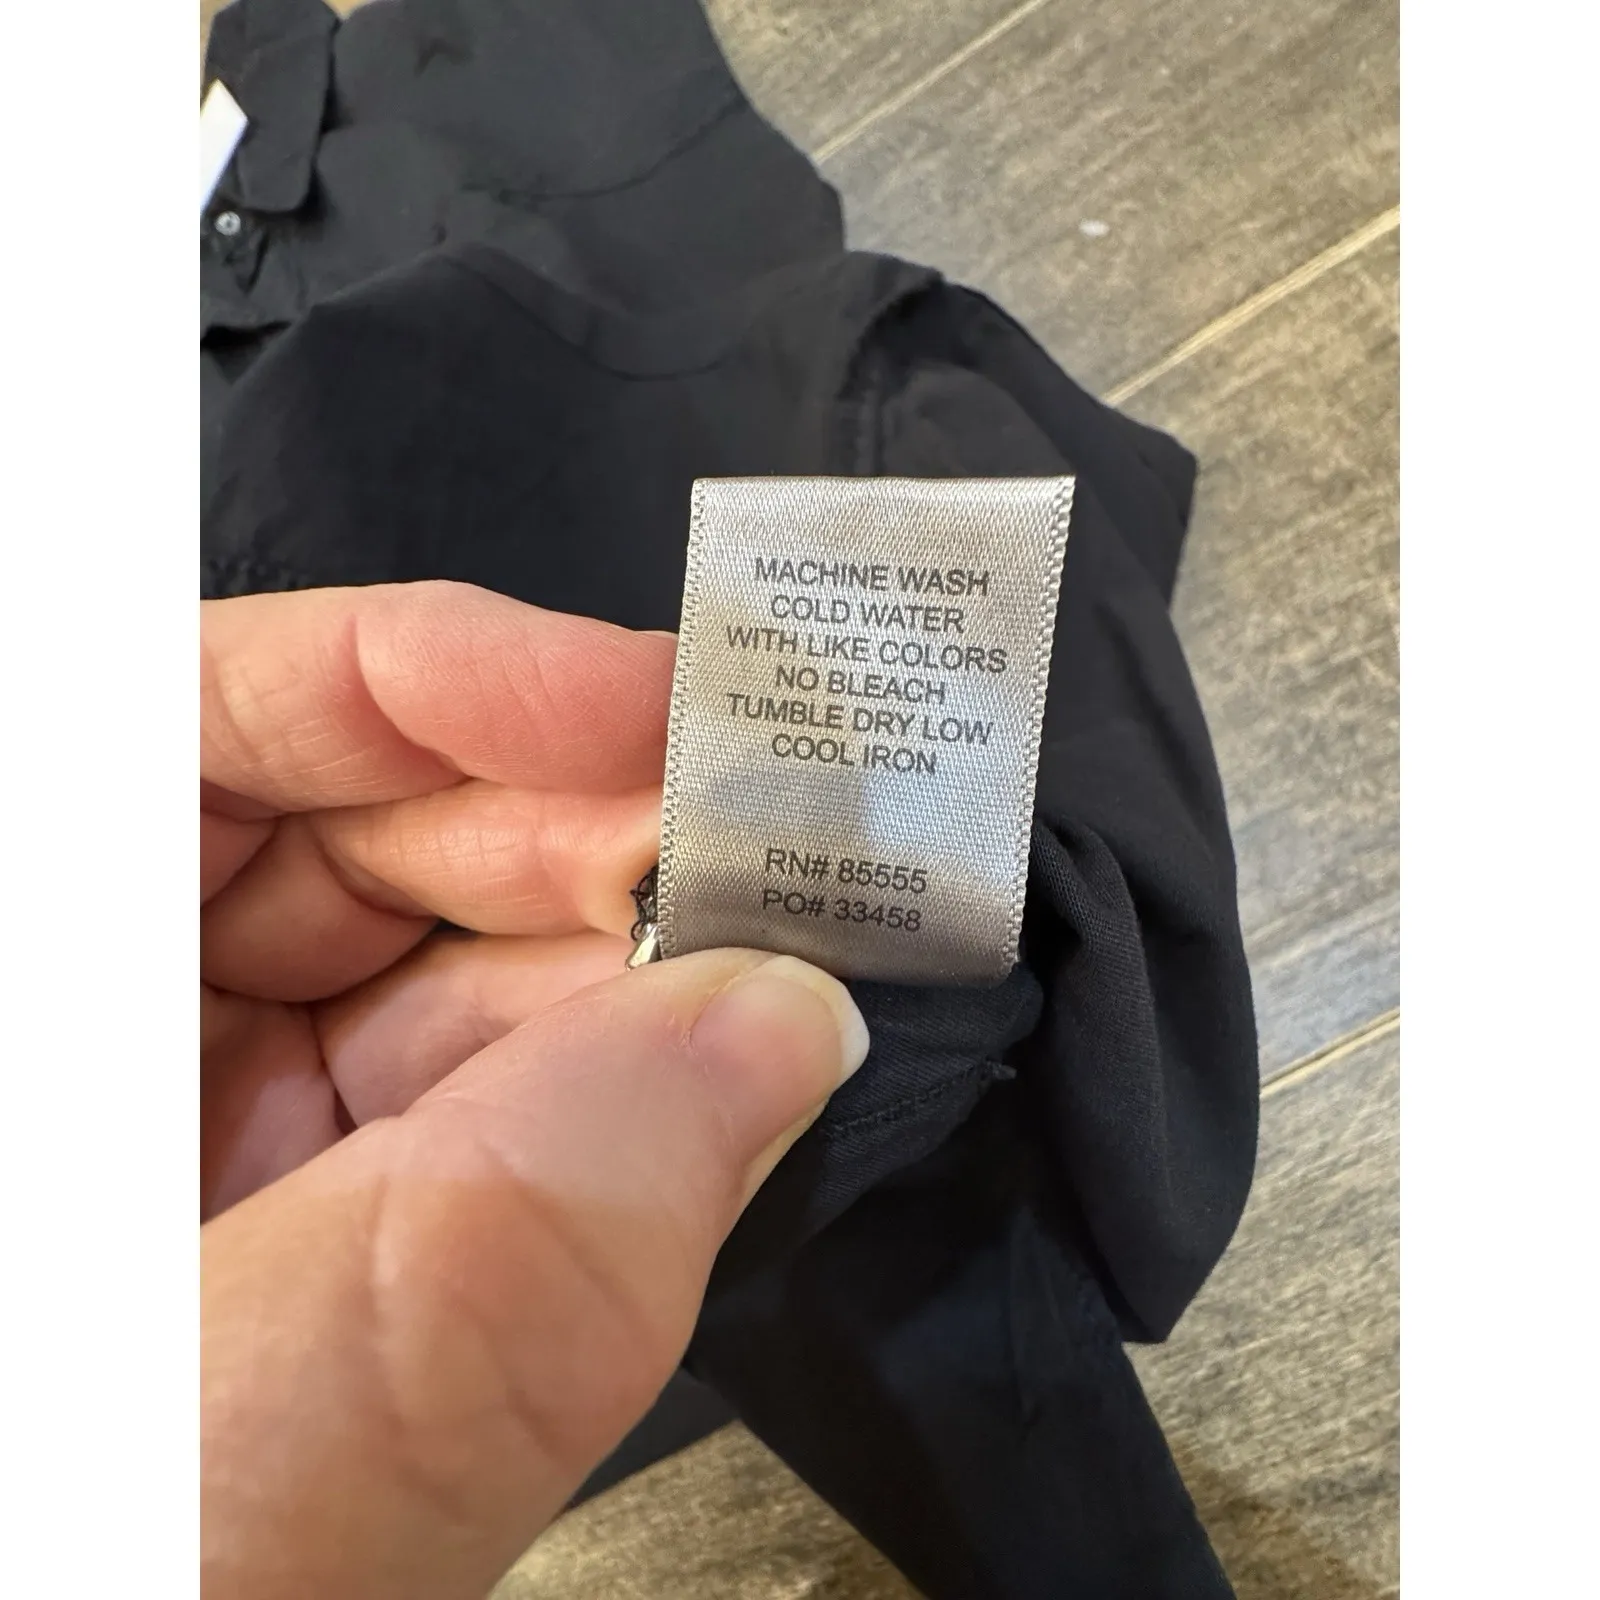 MACHINE WASH
COLD WATER
WITH LIKE COLORS
NO BLEACH
TUMBLE DRY LOW
COOL IRON
RN# 85555
PO# 33458